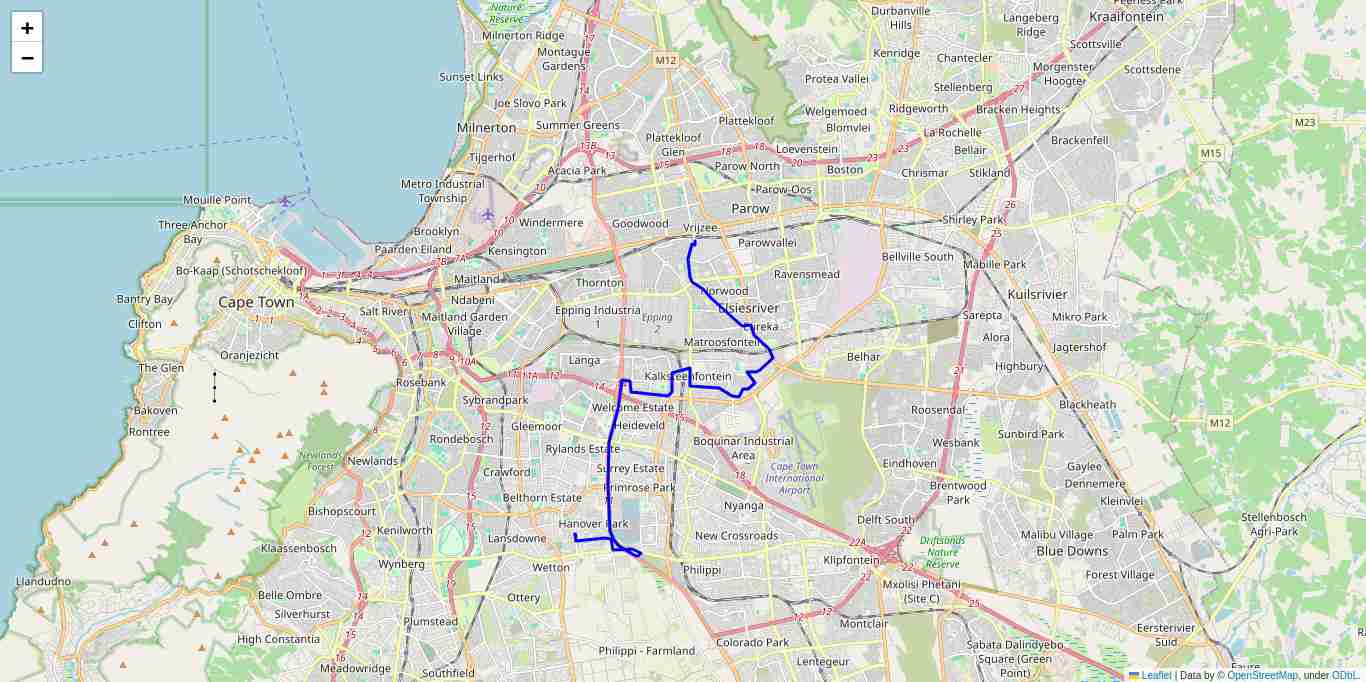 +
−
Nature
Reserve
Milnerton Ridge
Montague
Gardens
Sunset Links
Joe Slovo Park
Milnerton
Summer Greens
Tijgerhof
Acacia Park
Metro Industrial
Township
Durbanville
Hills
Langeberg
Ridge
Kraaifontein
Kenridge
Chantecler
Scottsville
Morgenster
Hoogter
Scottsdene
Protea Vallei
Stellenberg
Welgemoed
Ridgeworth
Bracken Heights
Plattekloof
Blomvlei
La Rochelle
Brackenfell
Plattekloof
Glen
Loevenstein
Bellair
Parow North
Boston
Chrismar
Stikland
Parow-Oos
Parow
M12
M23
M15
Mouille Point
Three Anchor
Bay
Windermere
Goodwood
Vrijzee
Shirley Park
Brooklyn
Paarden Eiland
Kensington
Parowvallei
Bellville South
Mabille Park
Bo-Kaap (Schotschekloof)
Maitland
Thornton
Ravensmead
Bantry Bay
Cape Town
Salt River
Ndabeni
Norwood
Elsiesriver
Kuilsrivier
Clifton
Maitland Garden
Village
Epping Industria
1
Epping
2
Eureka
Sarepta
Mikro Park
Matroosfontein
Alora
Jagtershof
Oranjezicht
The Glen
Langa
Belhar
Highbury
Rosebank
Kalksteenfontein
Sybrandpark
Welcome Estate
Bakoven
Roosendal
Blackheath
M12
Rontree
Gleemoor
Heideveld
Rondebosch
Boquinar Industrial
Area
Wesbank
Sunbird Park
Newlands
Forest
Newlands
Rylands Estate
Crawford
Surrey Estate
Cape Town
International
Airport
Eindhoven
Gaylee
Dennemere
Primrose Park
Brentwood
Park
Kleinvlei
Belthorn Estate
Nyanga
Bishopscourt
Delft South
Stellenbosch
Agri-Park
Kenilworth
Hanover Park
Lansdowne
New Crossroads
Malibu Village
Palm Park
Klaassenbosch
Driftsands
Nature
Reserve
Blue Downs
Wynberg
Wetton
Philippi
Klipfontein
Forest Village
Llandudno
Belle Ombre
Ottery
Mxolisi Phetani
(Site C)
Silverhurst
Plumstead
Montclair
Eersterivier
Suid
High Constantia
Colorado Park
Sabata Dalindyebo
Square (Green
Point)
Philippi - Farmland
Meadowridge
Southfield
Lentegeur
Leaflet | Data by © OpenStreetMap, under ODbL.